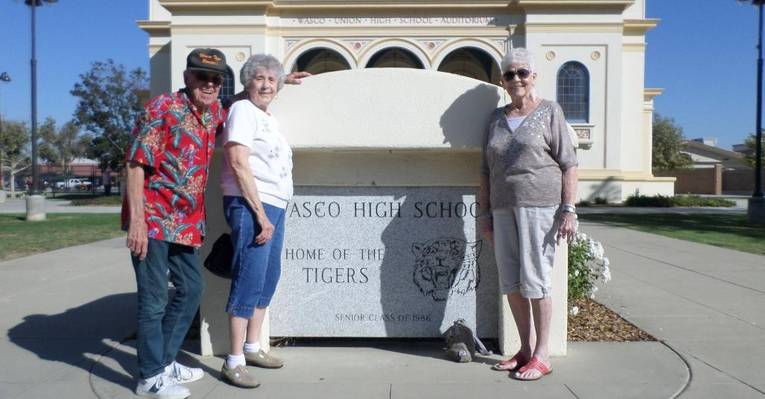 WASCO UNION HIGH SCHOOL AUDITORIUM
ASCO HIGH SCHOO
HOME OF THE
TIGERS
SENIOR CLASS OF 1986